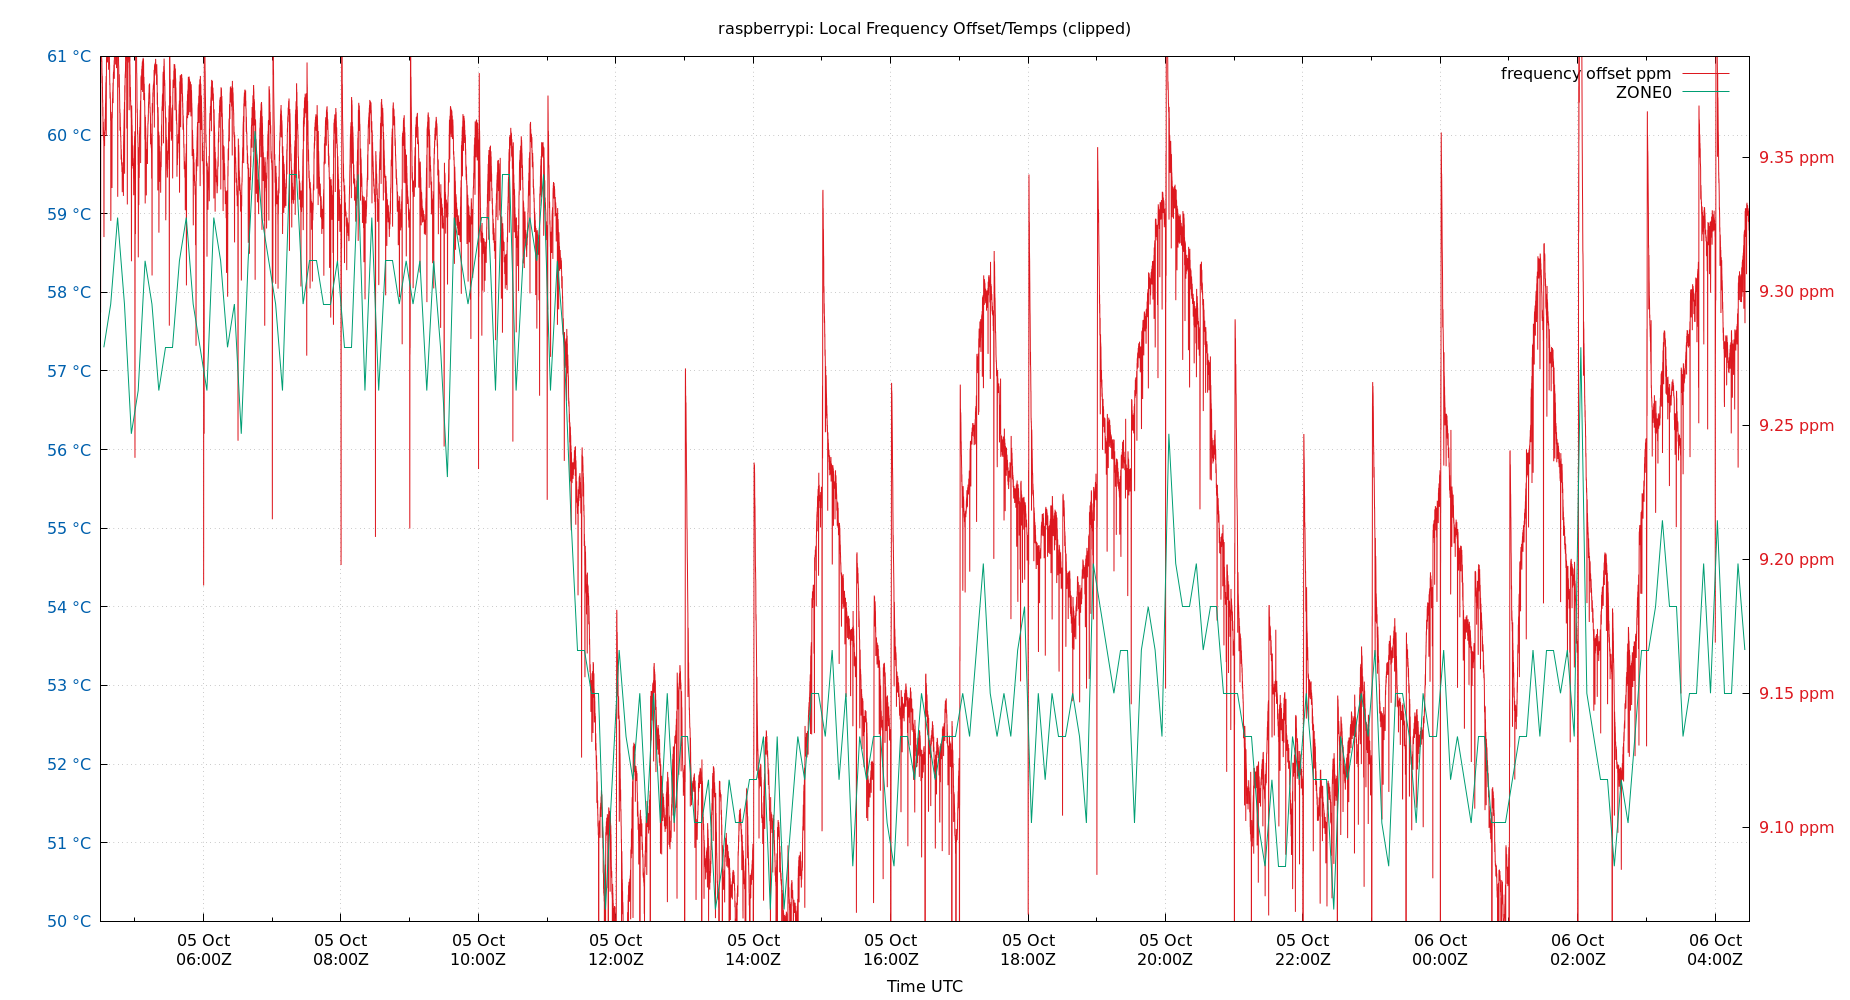 raspberrypi: Local Frequency Offset/Temps (clipped)
61 °C
60 °C
59 °C
58 °C
57 °C
56 °C
55 °C
54 °C
53 °C
52 °C
51 °C
50 °C
frequency offset ppm
ZONE0
9.35 ppm
9.30 ppm
9.25 ppm
9.20 ppm
9.15 ppm
9.10 ppm
05 Oct 05 Oct 05 Oct 05 Oct 05 Oct 05 Oct 05 Oct 05 Oct 05 Oct 06 Oct 06 Oct 06 Oct
06:00Z 08:00Z 10:00Z 12:00Z 14:00Z 16:00Z 18:00Z 20:00Z 22:00Z 00:00Z 02:00Z 04:00Z
Time UTC